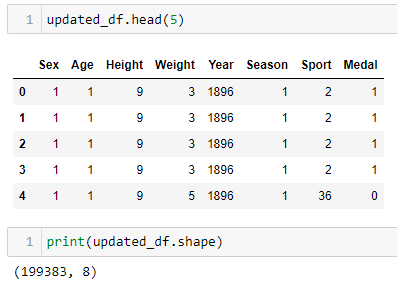 1 updated_df.head(5)
Sex Age Height Weight Year Season Sport Medal
0 1 1 9 3 1896 1 2 1
1 1 1 9 3 1896 1 2 1
2 1 1 9 3 1896 1 2 1
3 1 1 9 3 1896 1 2 1
4 1 1 9 5 1896 1 36 0
1 print(updated_df.shape)
(199383, 8)